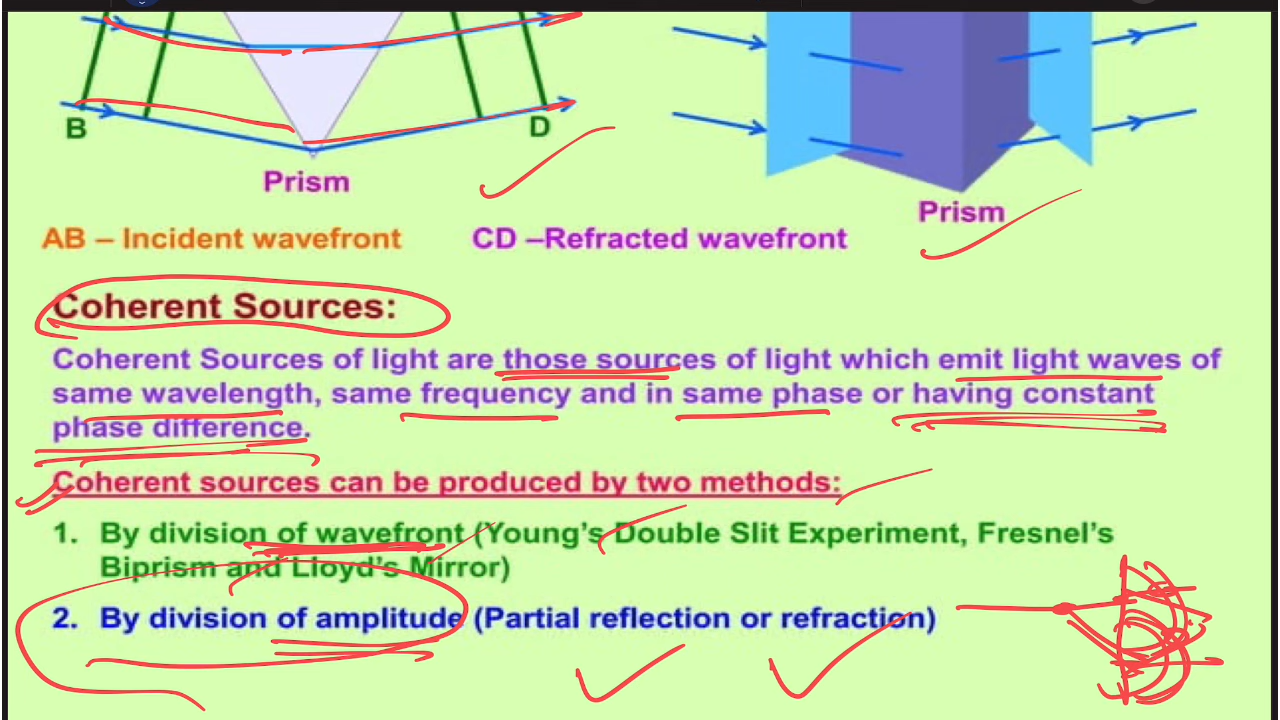 B
D
Prism
Prism
AB – Incident wavefront
CD –Refracted wavefront
Coherent Sources:
Coherent Sources of light are those sources of light which emit light waves of
same wavelength, same frequency and in same phase or having constant
phase difference.
Coherent sources can be produced by two methods:
1. By division of wavefront (Young’s Double Slit Experiment, Fresnel’s
Biprism and Lloyd’s Mirror)
2. By division of amplitude (Partial reflection or refraction)